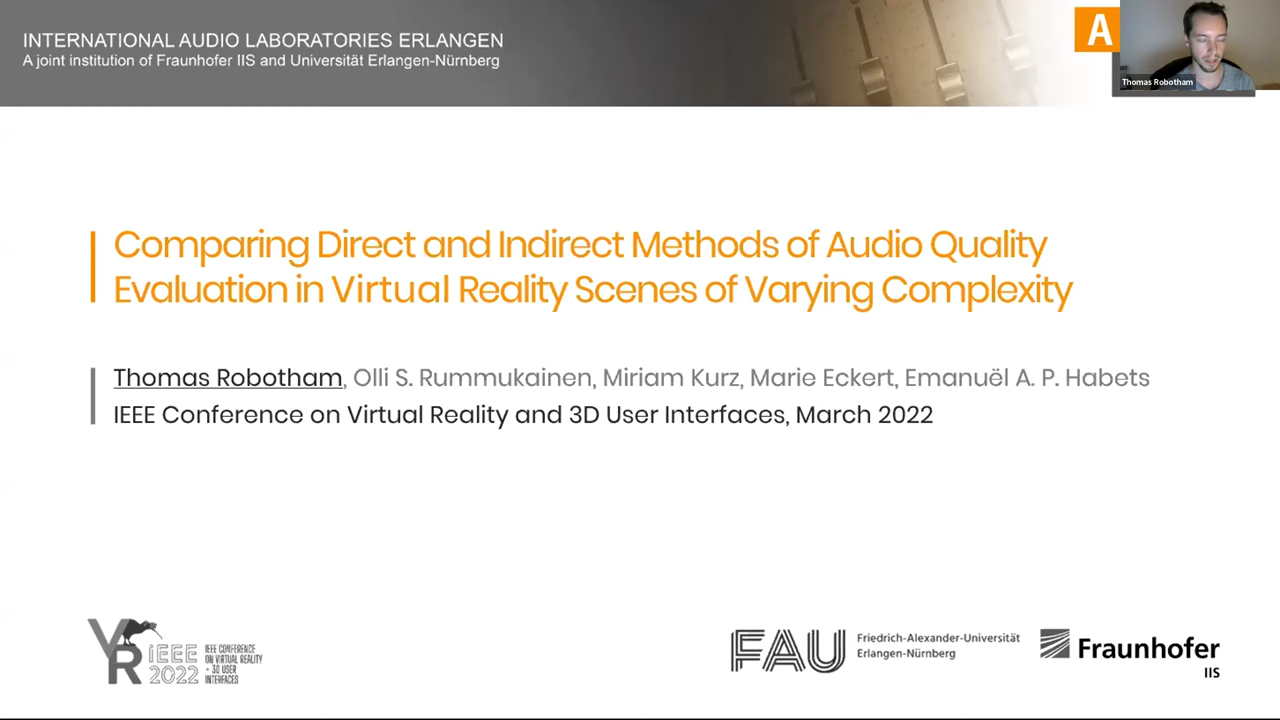 INTERNATIONAL AUDIO LABORATORIES ERLANGEN
A joint institution of Fraunhofer IIS and Universität Erlangen-Nürnberg
A
Thomas Robotham
Comparing Direct and Indirect Methods of Audio Quality
Evaluation in Virtual Reality Scenes of Varying Complexity
Thomas Robotham, Olli S. Rummukainen, Miriam Kurz, Marie Eckert, Emanuël A. P. Habets
IEEE Conference on Virtual Reality and 3D User Interfaces, March 2022
VR
IEEE
2022
IEEE CONFERENCE
ON VIRTUAL REALITY
+ 3D USER
INTERFACES
FAU
Friedrich-Alexander-Universität
Erlangen-Nürnberg
Fraunhofer
IIS